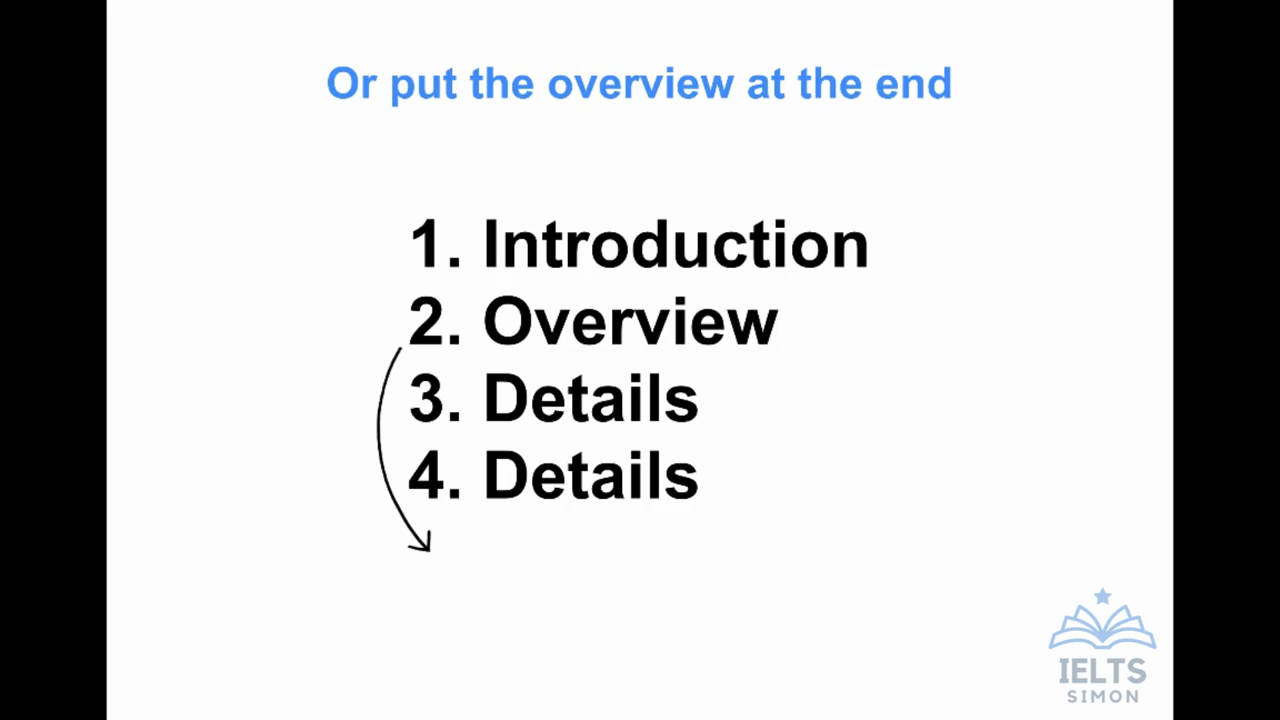 Or put the overview at the end
1. Introduction
2. Overview
3. Details
4. Details
IELTS
SIMON